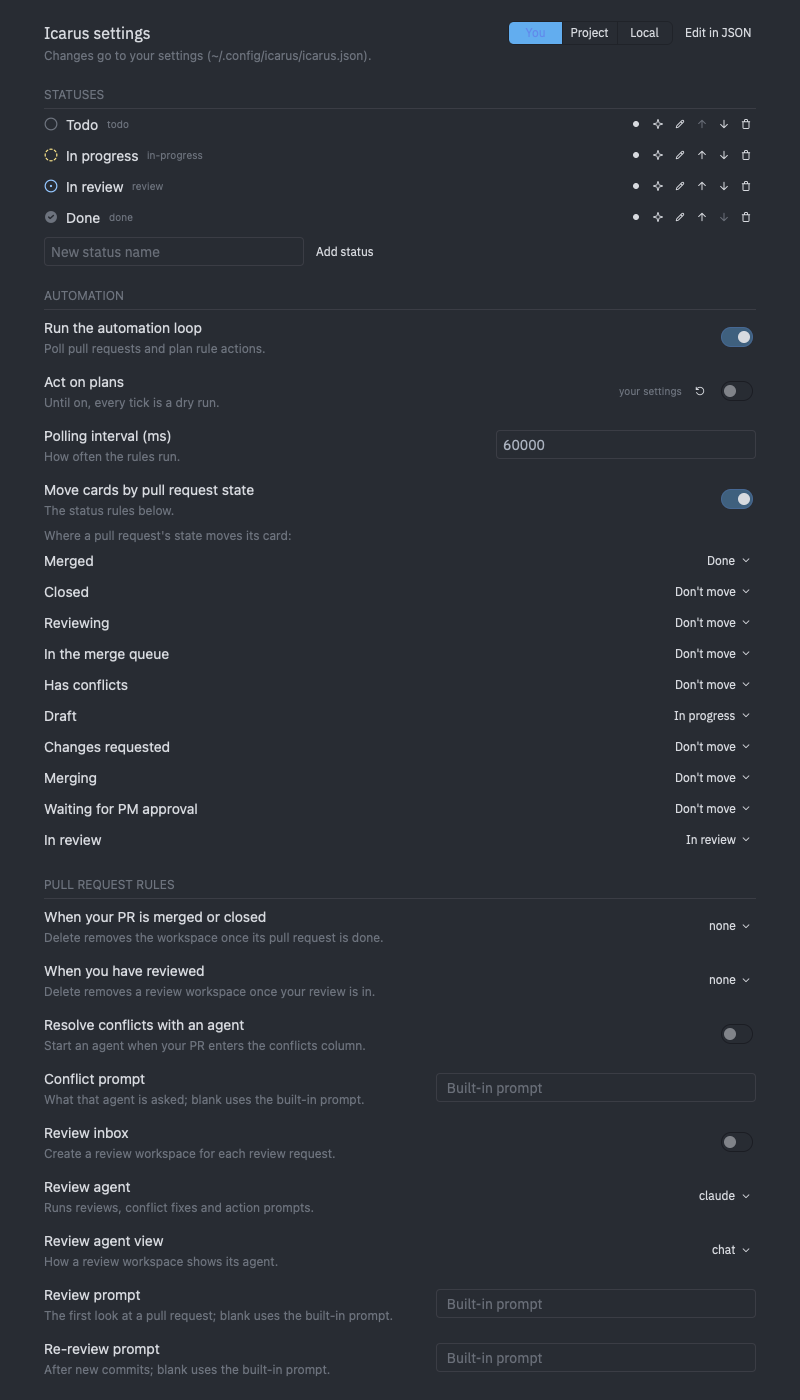 Icarus settings
You Project Local Edit in JSON
Changes go to your settings (~/.config/icarus/icarus.json).
STATUSES
Todo todo
In progress in-progress
In review review
Done done
New status name Add status
AUTOMATION
Run the automation loop
Poll pull requests and plan rule actions.
Act on plans
Until on, every tick is a dry run.
your settings
Polling interval (ms)
How often the rules run.
60000
Move cards by pull request state
The status rules below.
Where a pull request's state moves its card:
Merged Done
Closed Don't move
Reviewing Don't move
In the merge queue Don't move
Has conflicts Don't move
Draft In progress
Changes requested Don't move
Merging Don't move
Waiting for PM approval Don't move
In review In review
PULL REQUEST RULES
When your PR is merged or closed
Delete removes the workspace once its pull request is done.
none
When you have reviewed
Delete removes a review workspace once your review is in.
none
Resolve conflicts with an agent
Start an agent when your PR enters the conflicts column.
Conflict prompt
What that agent is asked; blank uses the built-in prompt.
Built-in prompt
Review inbox
Create a review workspace for each review request.
Review agent
Runs reviews, conflict fixes and action prompts.
claude
Review agent view
How a review workspace shows its agent.
chat
Review prompt
The first look at a pull request; blank uses the built-in prompt.
Built-in prompt
Re-review prompt
After new commits; blank uses the built-in prompt.
Built-in prompt